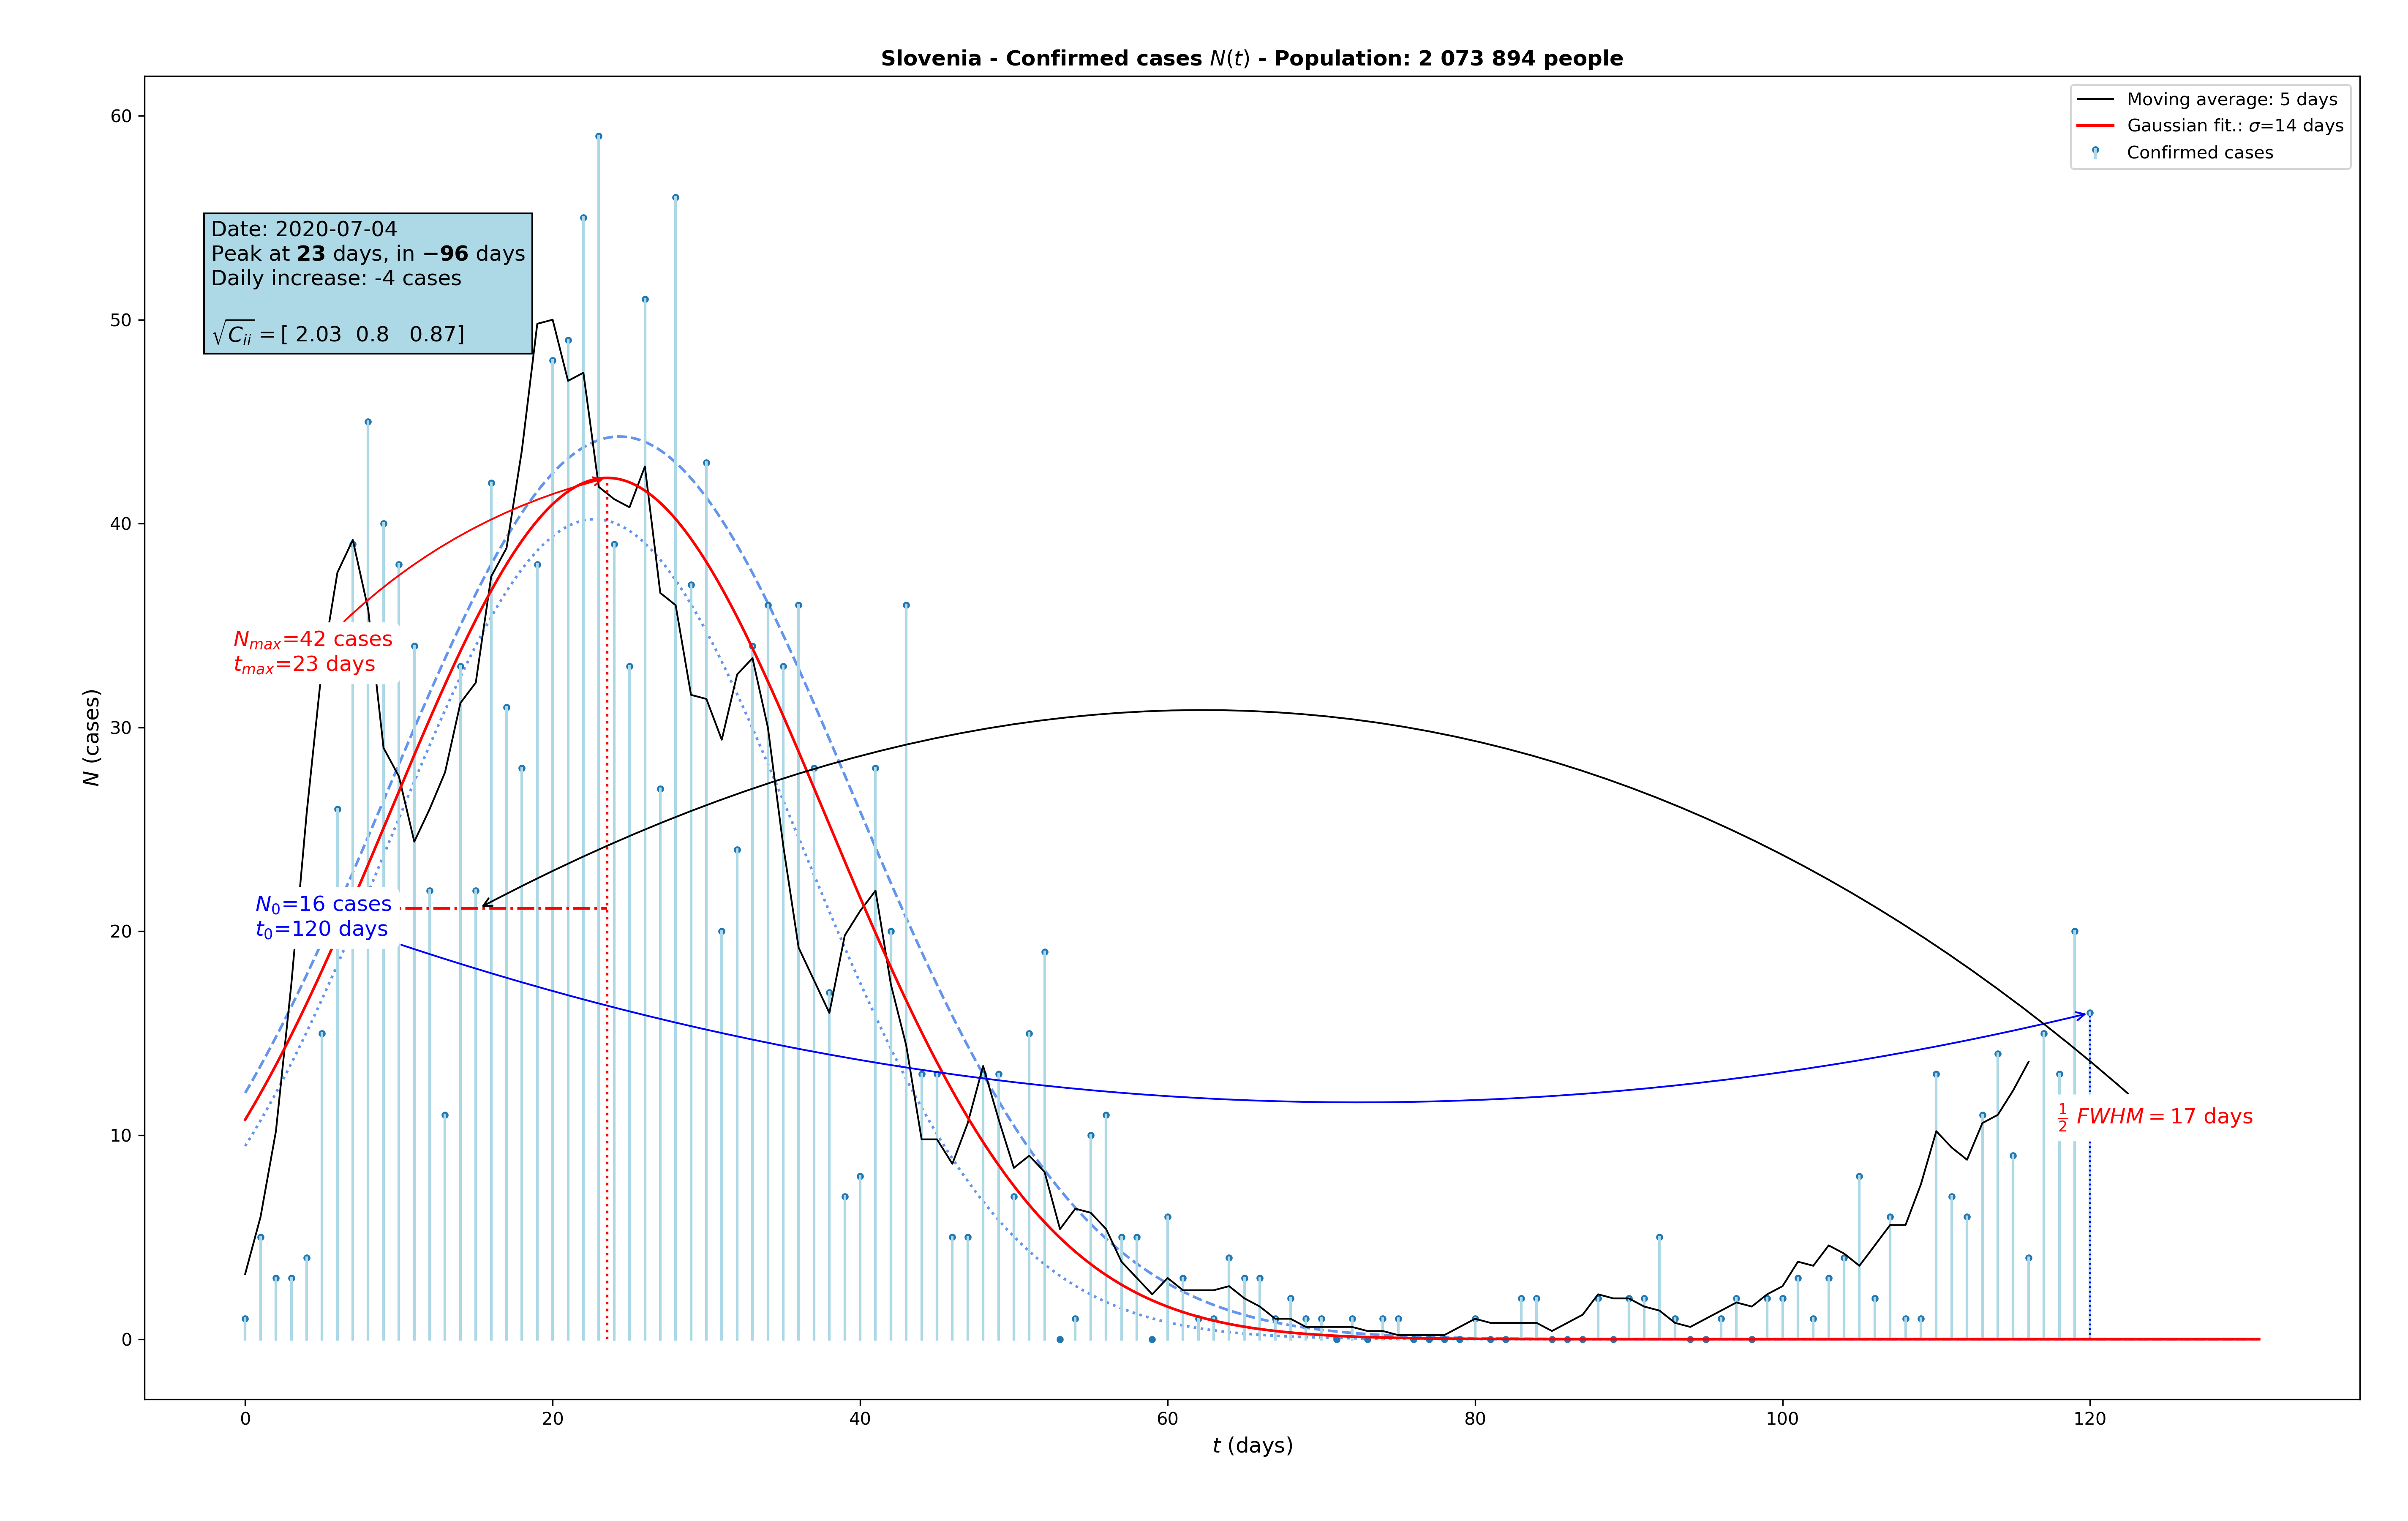 Slovenia - Confirmed cases N(t) - Population: 2 073 894 people
Moving average: 5 days
Gaussian fit.: σ=14 days
Confirmed cases
Date: 2020-07-04
Peak at 23 days, in −96 days
Daily increase: -4 cases
√C_ii = [ 2.03 0.8 0.87]
N_max=42 cases
t_max=23 days
N_0=16 cases
t_0=120 days
1/2 FWHM = 17 days
N (cases)
60
50
40
30
20
10
0
0 20 40 60 80 100 120
t (days)